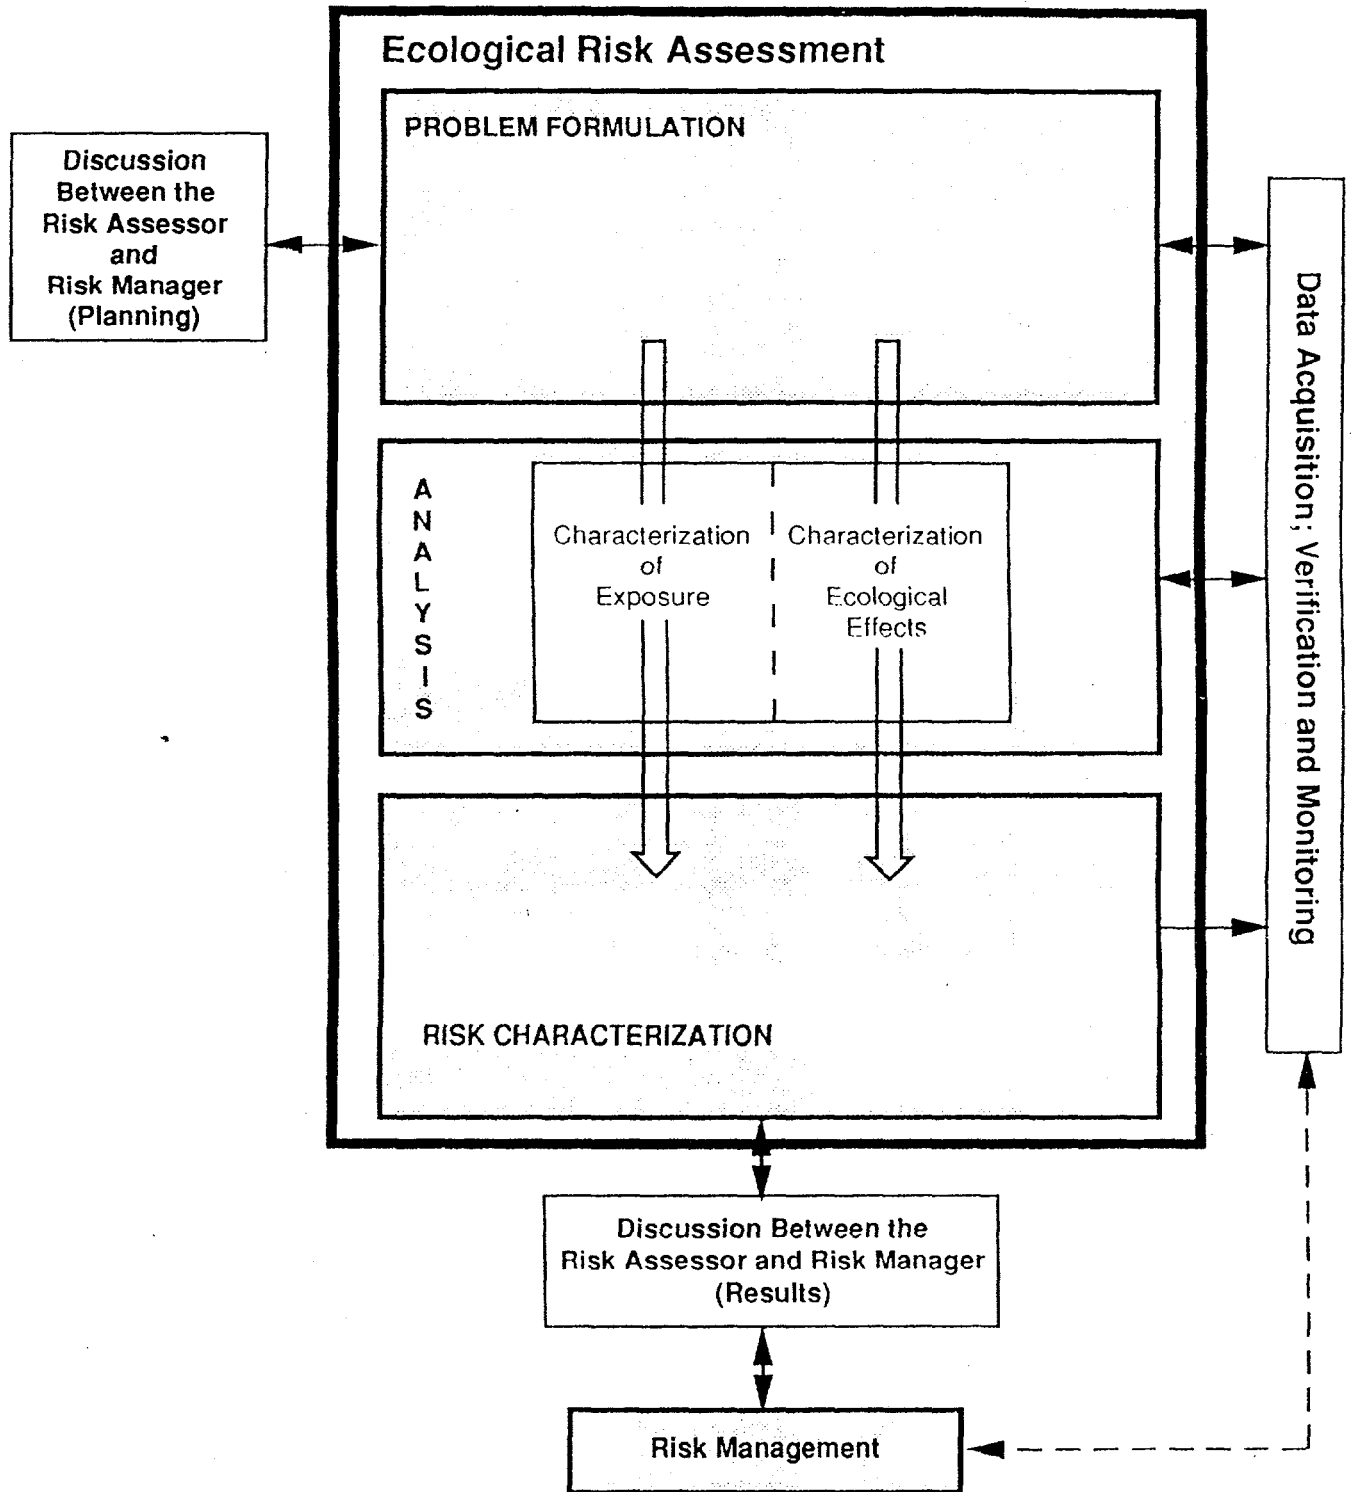 Ecological Risk Assessment
PROBLEM FORMULATION
Discussion
Between the
Risk Assessor
and
Risk Manager
(Planning)
Data Acquisition; Verification and Monitoring
ANALYSIS
Characterization
of
Exposure
Characterization
of
Ecological
Effects
RISK CHARACTERIZATION
Discussion Between the
Risk Assessor and Risk Manager
(Results)
Risk Management